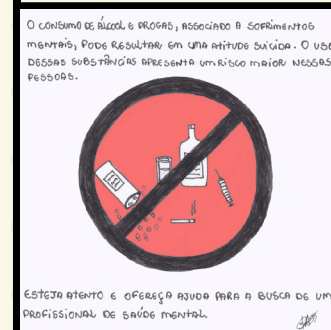 O CONSUMO DE ÁLCOOL E DROGAS, ASSOCIADO A SOFRIMENTOS
MENTAIS, PODE RESULTAR EM UMA ATITUDE SUICIDA. O USO
DESSAS SUBSTÂNCIAS APRESENTA UM RISCO MAIOR NESSAS
PESSOAS.
ESTEJA ATENTO E OFEREÇA AJUDA PARA A BUSCA DE UM
PROFISSIONAL DE SAÚDE MENTAL.